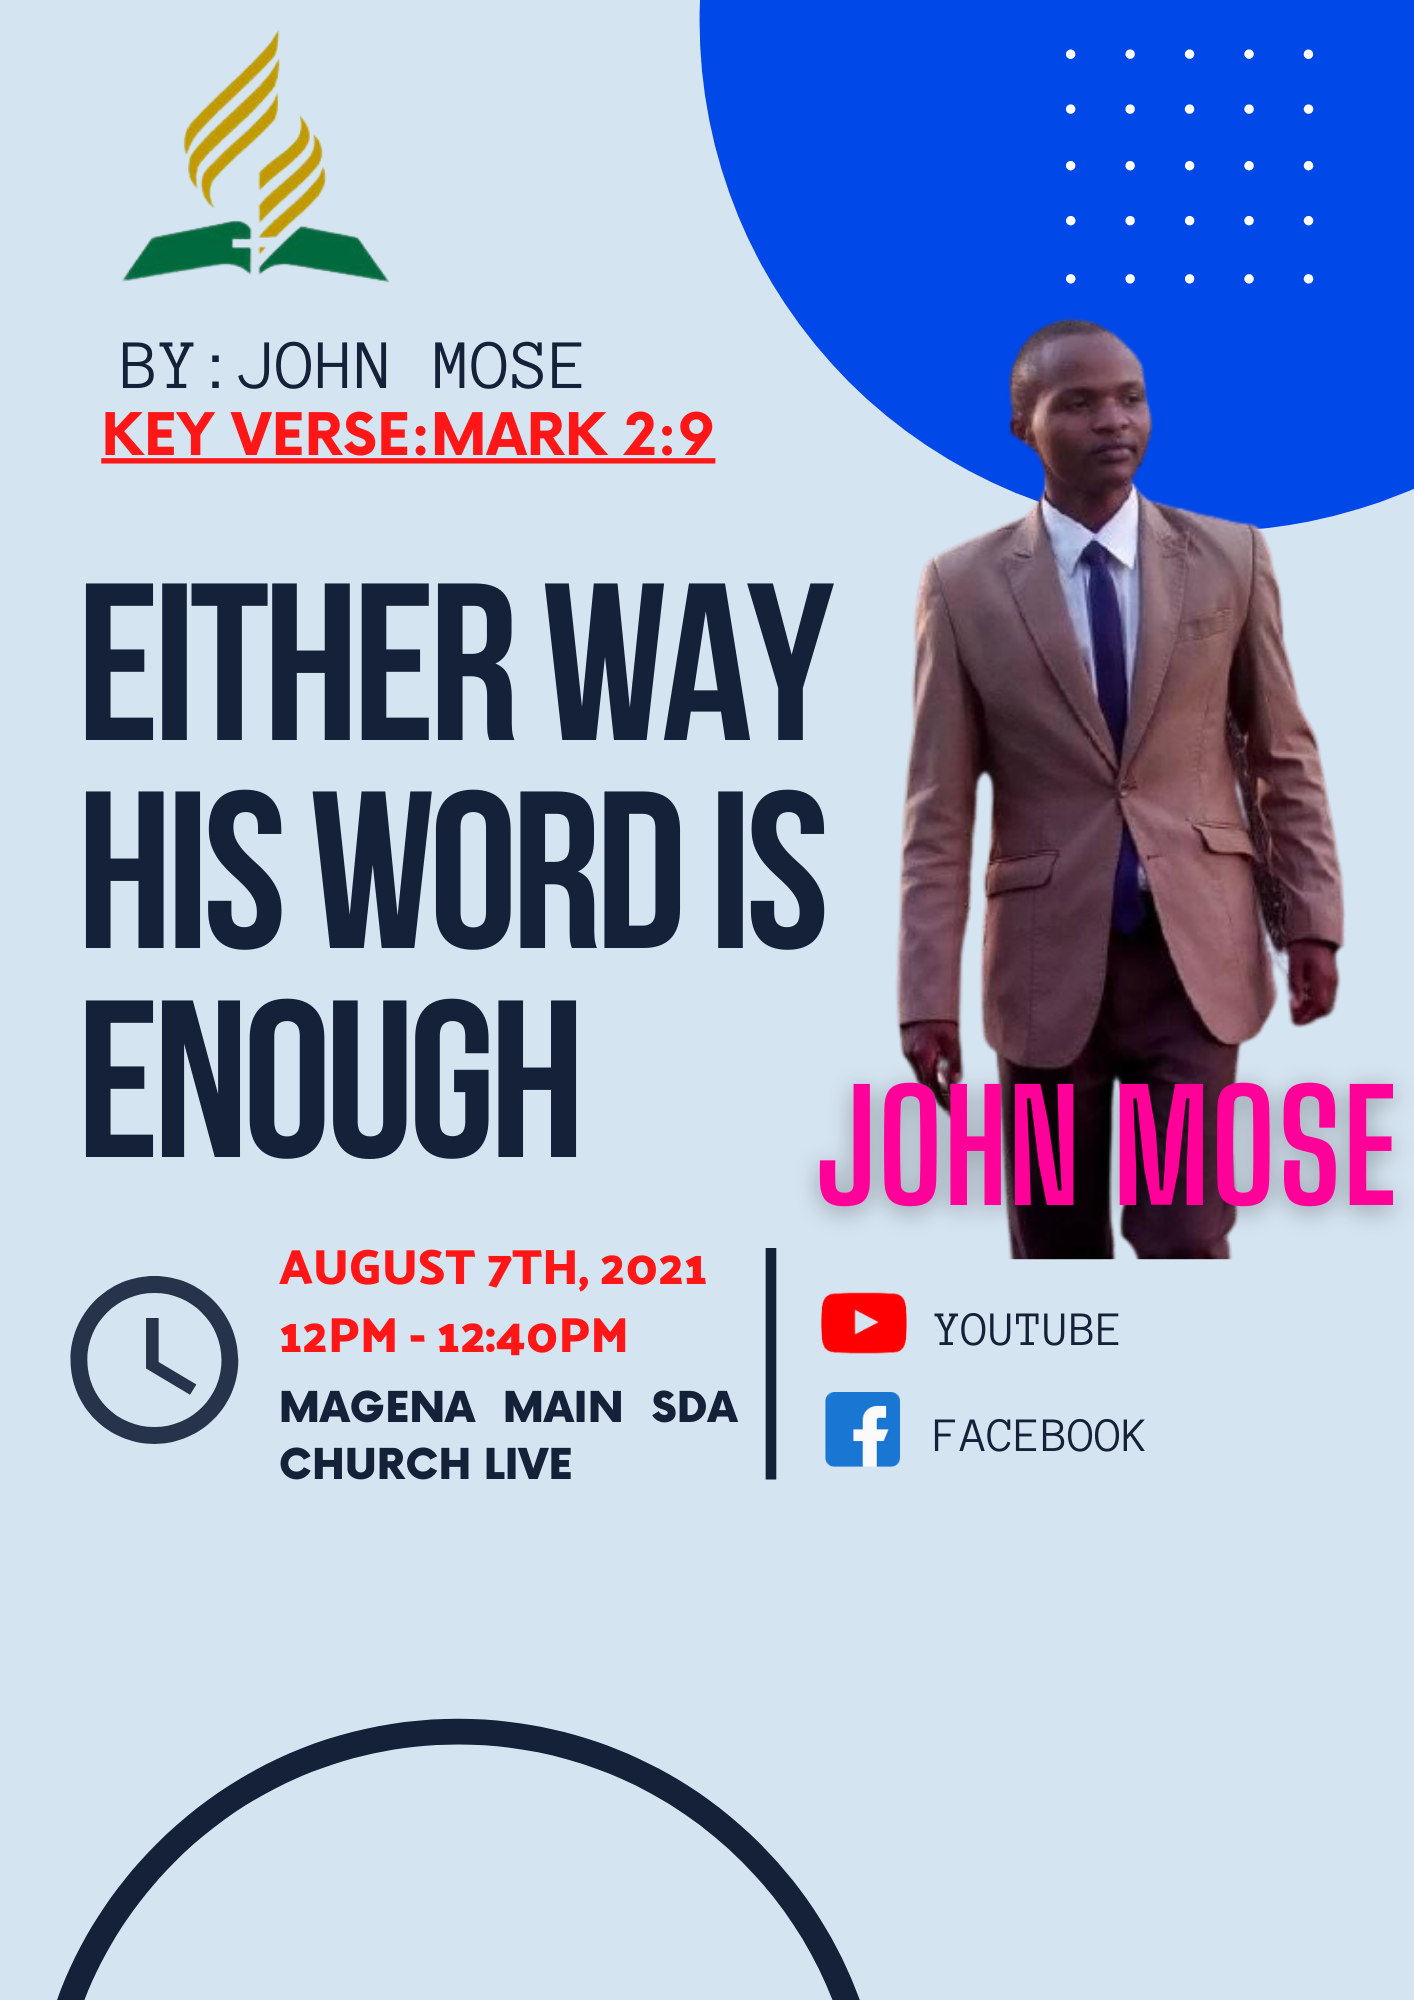 BY:JOHN MOSE
KEY VERSE:MARK 2:9
EITHER WAY
HIS WORD IS
ENOUGH
JOHN MOSE
AUGUST 7TH, 2021
12PM - 12:40PM
MAGENA MAIN SDA
CHURCH LIVE
YOUTUBE
FACEBOOK